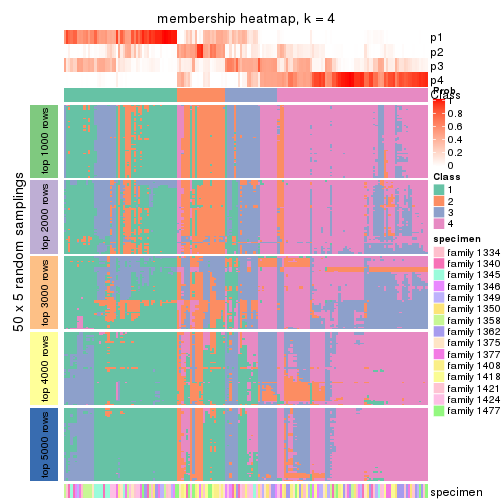 membership heatmap, k = 4
p1
p2
p3
p4
Prob
Class
1
0.8
0.6
0.4
0.2
0
Class
1
2
3
4
specimen
family 1334
family 1340
family 1345
family 1346
family 1349
family 1350
family 1358
family 1362
family 1375
family 1377
family 1408
family 1418
family 1421
family 1424
family 1477
50 x 5 random samplings
top 1000 rows
top 2000 rows
top 3000 rows
top 4000 rows
top 5000 rows
specimen